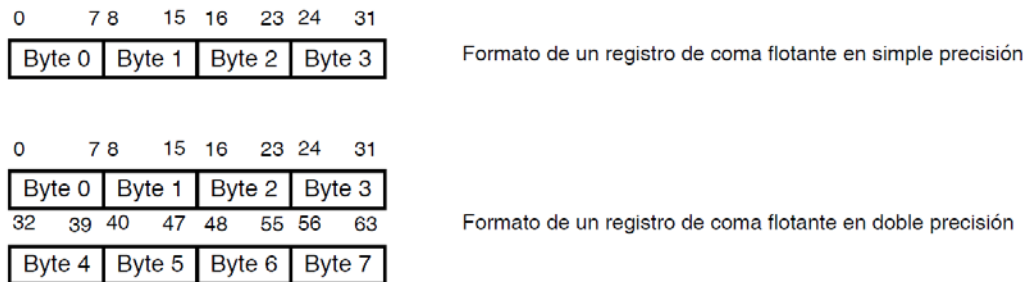 0 7 8 15 16 23 24 31
Byte 0 Byte 1 Byte 2 Byte 3 Formato de un registro de coma flotante en simple precisión
0 7 8 15 16 23 24 31
Byte 0 Byte 1 Byte 2 Byte 3
32 39 40 47 48 55 56 63 Formato de un registro de coma flotante en doble precisión
Byte 4 Byte 5 Byte 6 Byte 7